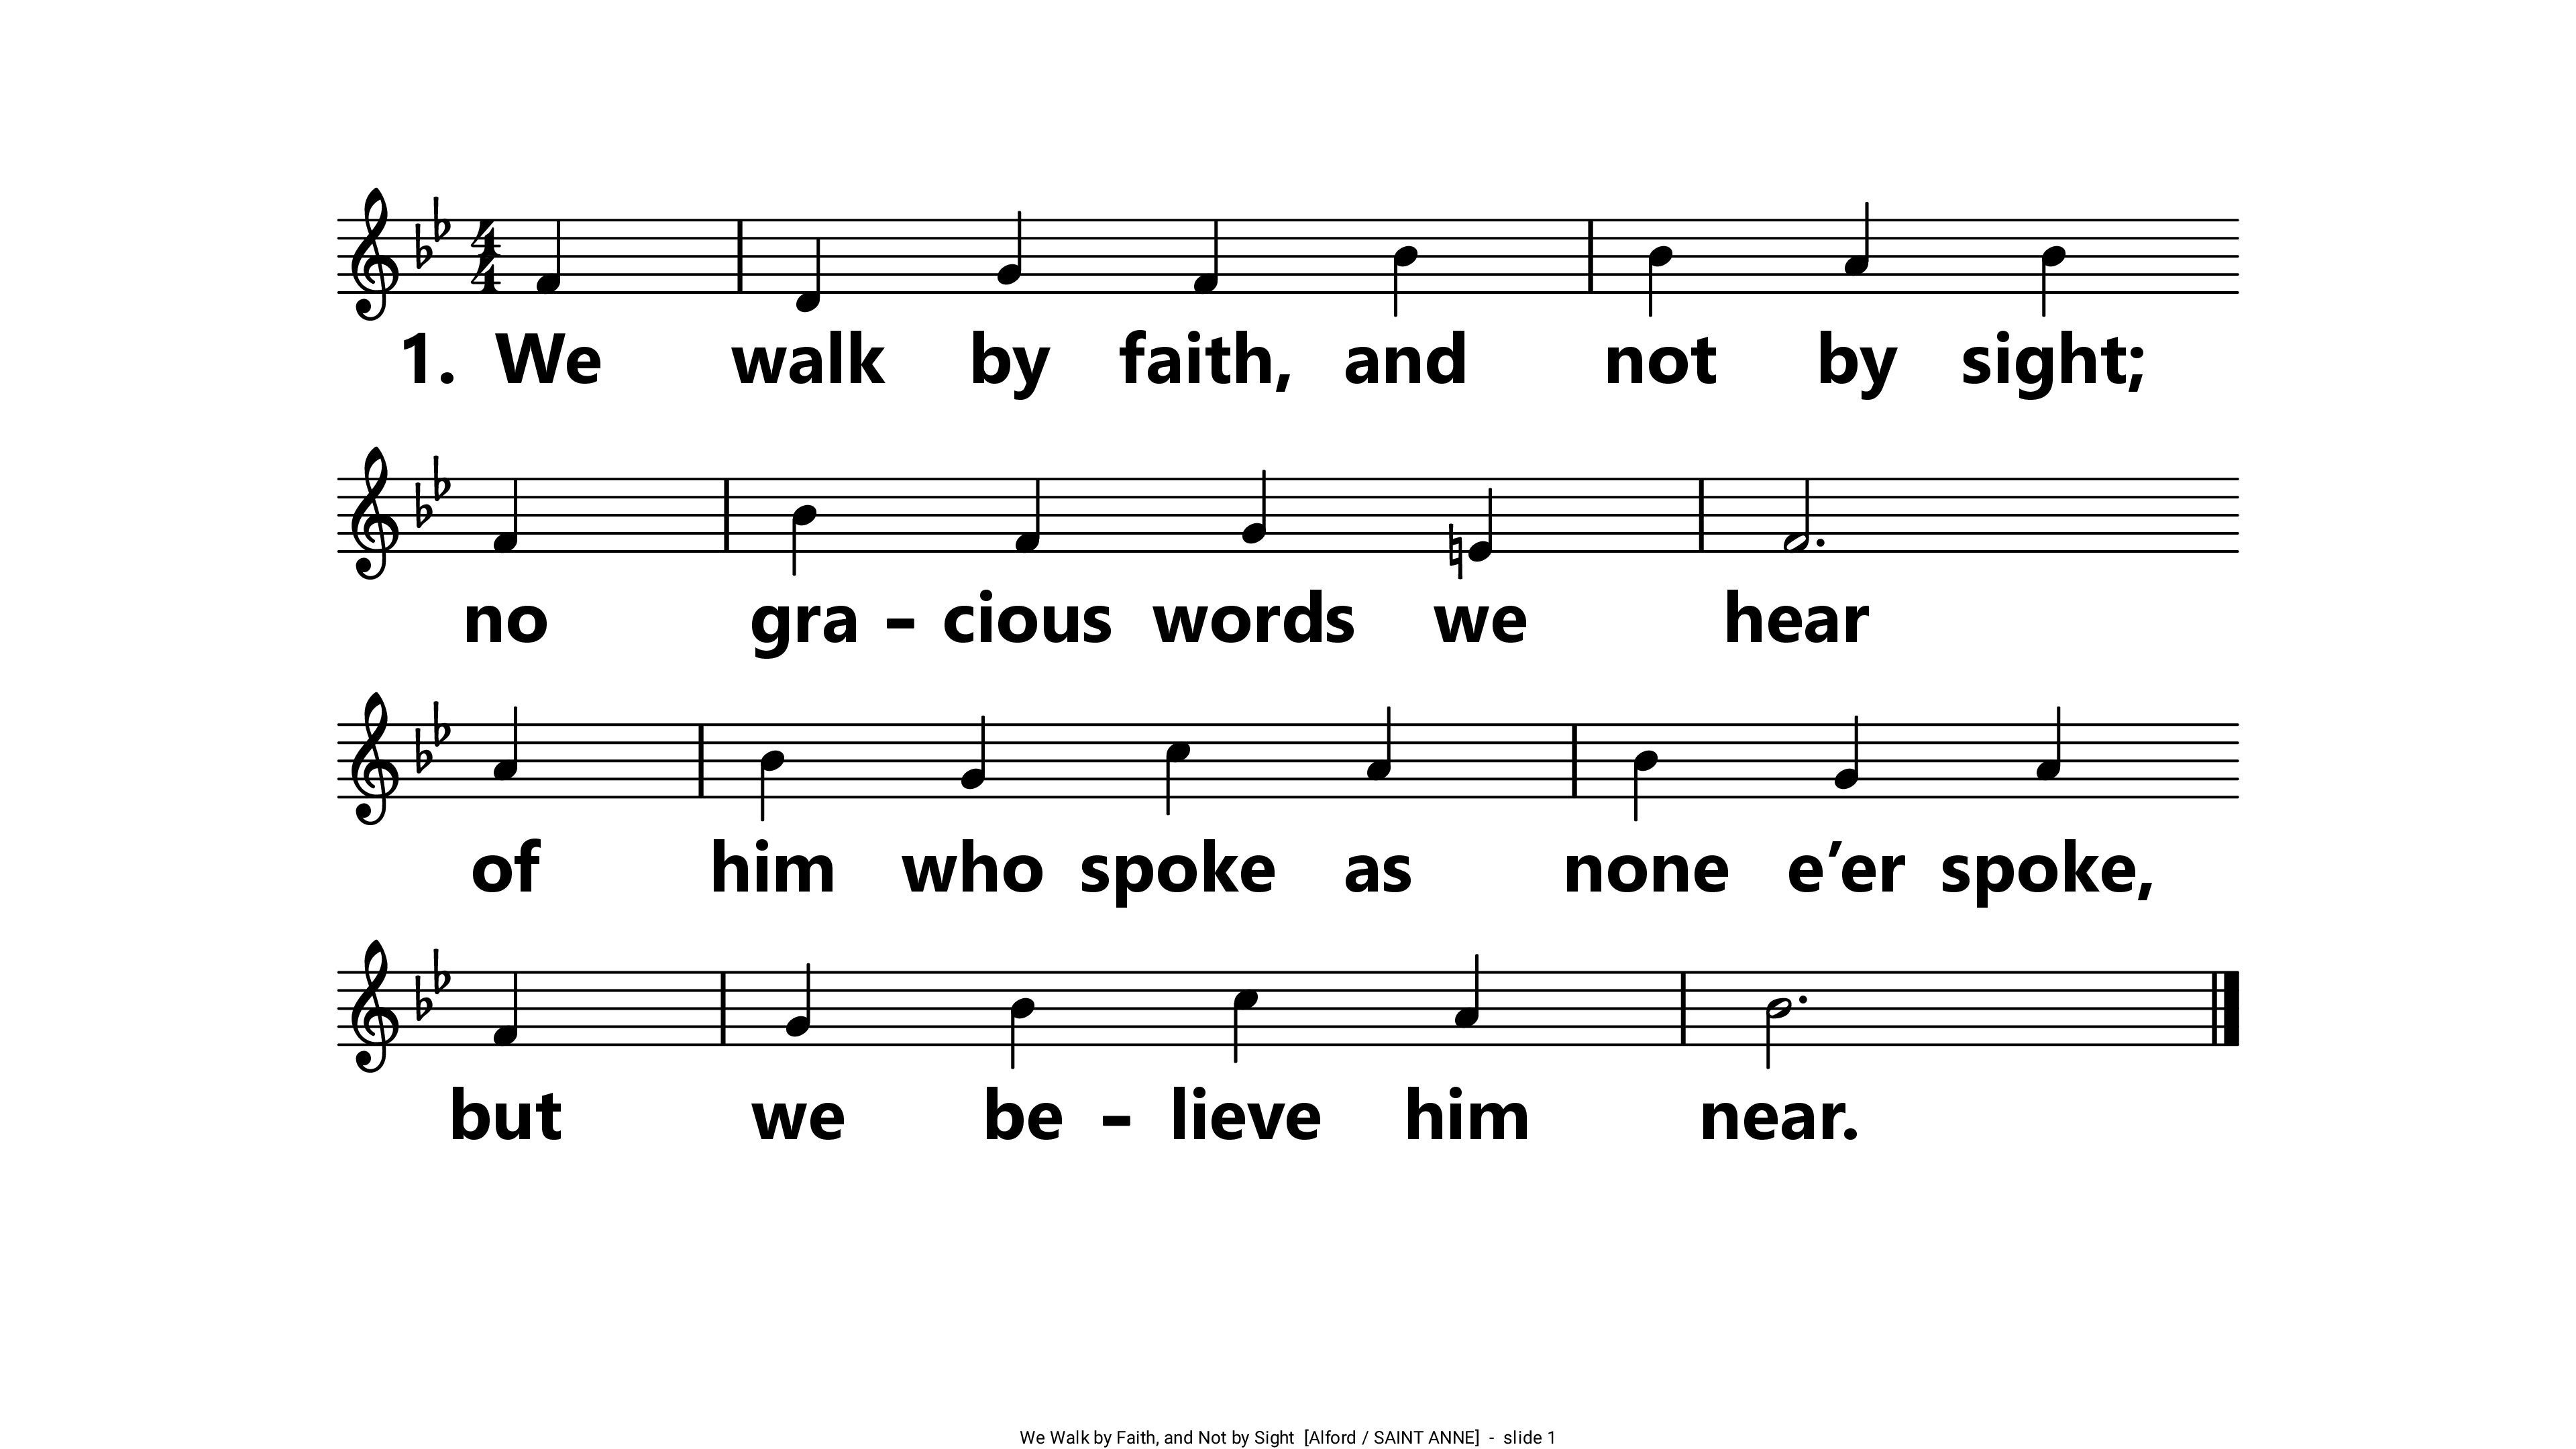 1. We walk by faith, and not by sight;
no gra - cious words we hear
of him who spoke as none e’er spoke,
but we be - lieve him near.
We Walk by Faith, and Not by Sight [Alford / SAINT ANNE] - slide 1